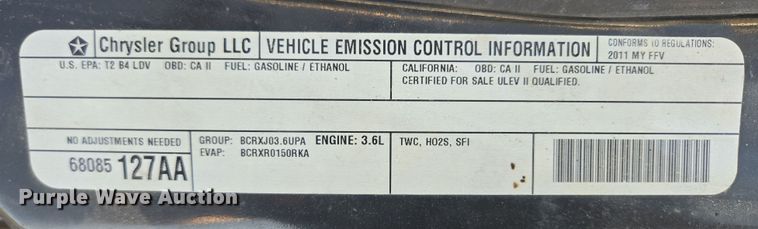 Chrysler Group LLC
VEHICLE EMISSION CONTROL INFORMATION
CONFORMS TO REGULATIONS:
2011 MY FFV
U.S. EPA: T2 B4 LDV OBD: CA II FUEL: GASOLINE / ETHANOL
CALIFORNIA: OBD: CA II FUEL: GASOLINE / ETHANOL
CERTIFIED FOR SALE ULEV II QUALIFIED.
NO ADJUSTMENTS NEEDED
68085 127AA
GROUP: BCRXJ03.6UPA ENGINE: 3.6L
EVAP: BCRXR0150RKA
TWC, HO2S, SFI
Purple Wave Auction